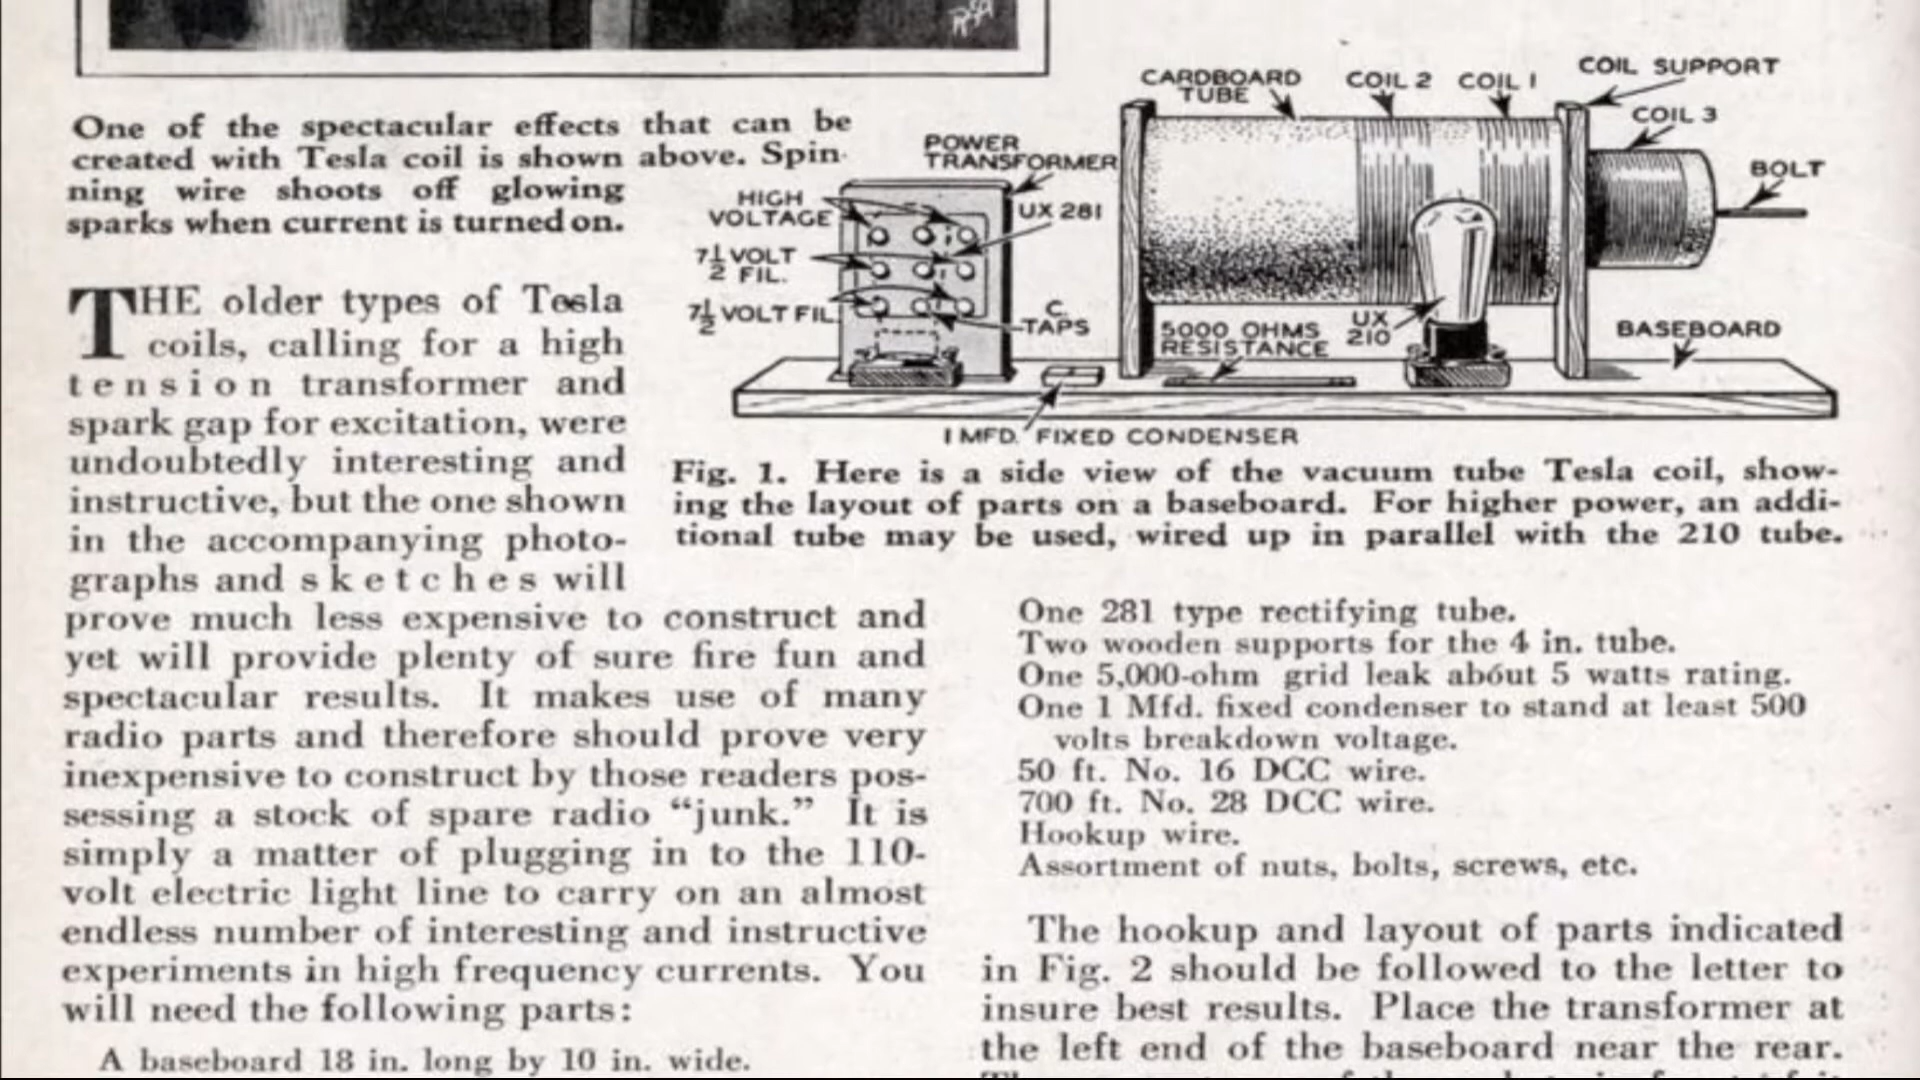 One of the spectacular effects that can be
created with Tesla coil is shown above. Spin-
ning wire shoots off glowing
sparks when current is turned on.
CARDBOARD
TUBE
COIL 2
COIL 1
COIL SUPPORT
COIL 3
BOLT
POWER
TRANSFORMER
HIGH
VOLTAGE
UX 281
7½ VOLT
FIL.
7½ VOLT FIL.
C.
TAPS
5000 OHMS
RESISTANCE
UX
210
BASEBOARD
1 MFD. FIXED CONDENSER
Fig. 1. Here is a side view of the vacuum tube Tesla coil, show-
ing the layout of parts on a baseboard. For higher power, an addi-
tional tube may be used, wired up in parallel with the 210 tube.
THE older types of Tesla
coils, calling for a high
tension transformer and
spark gap for excitation, were
undoubtedly interesting and
instructive, but the one shown
in the accompanying photo-
graphs and sketches will
prove much less expensive to construct and
yet will provide plenty of sure fire fun and
spectacular results. It makes use of many
radio parts and therefore should prove very
inexpensive to construct by those readers pos-
sessing a stock of spare radio “junk.” It is
simply a matter of plugging in to the 110-
volt electric light line to carry on an almost
endless number of interesting and instructive
experiments in high frequency currents. You
will need the following parts:
A baseboard 18 in. long by 10 in. wide.
One 281 type rectifying tube.
Two wooden supports for the 4 in. tube.
One 5,000-ohm grid leak about 5 watts rating.
One 1 Mfd. fixed condenser to stand at least 500
volts breakdown voltage.
50 ft. No. 16 DCC wire.
700 ft. No. 28 DCC wire.
Hookup wire.
Assortment of nuts, bolts, screws, etc.
The hookup and layout of parts indicated
in Fig. 2 should be followed to the letter to
insure best results. Place the transformer at
the left end of the baseboard near the rear.